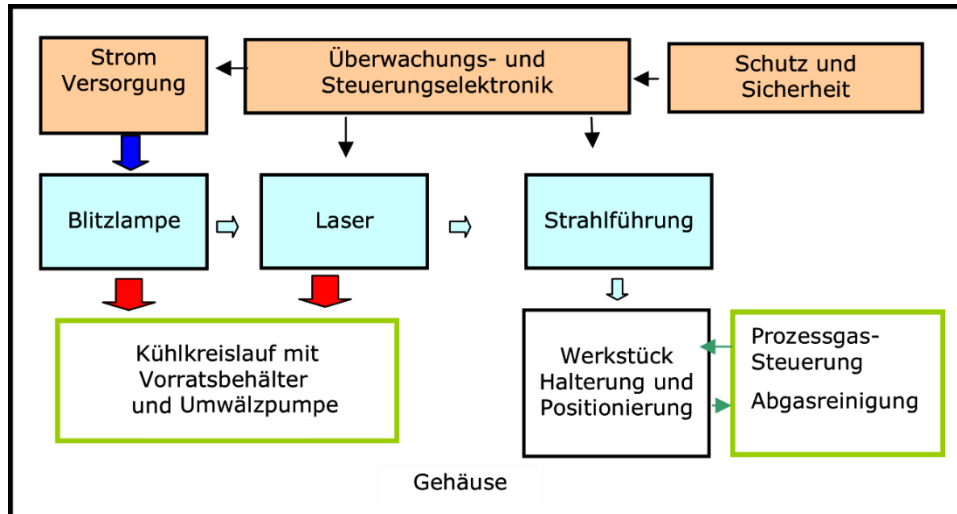 Strom
Versorgung
Überwachungs- und
Steuerungselektronik
Schutz und
Sicherheit
Blitzlampe
Laser
Strahlführung
Kühlkreislauf mit
Vorratsbehälter
und Umwälzpumpe
Werkstück
Halterung und
Positionierung
Prozessgas-
Steuerung
Abgasreinigung
Gehäuse